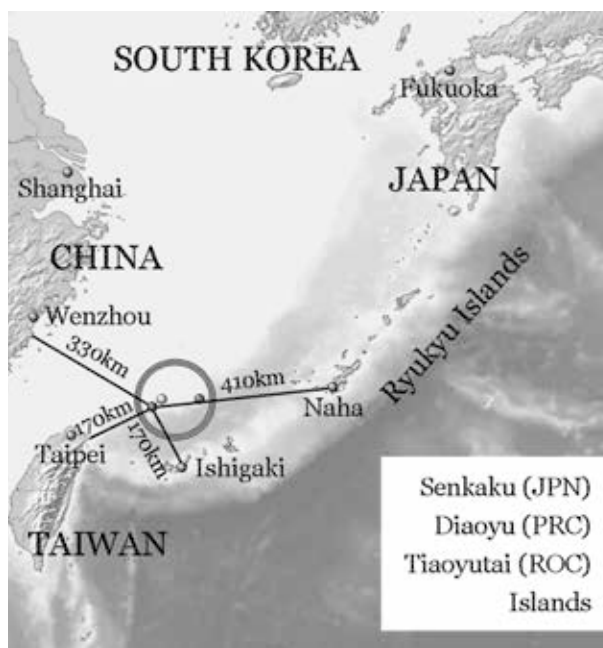 SOUTH KOREA
Fukuoka
Shanghai
JAPAN
CHINA
Wenzhou
330km
410km
Ryukyu Islands
Naha
170km
Taipei
170km
Ishigaki
TAIWAN
Senkaku (JPN)
Diaoyu (PRC)
Tiaoyutai (ROC)
Islands